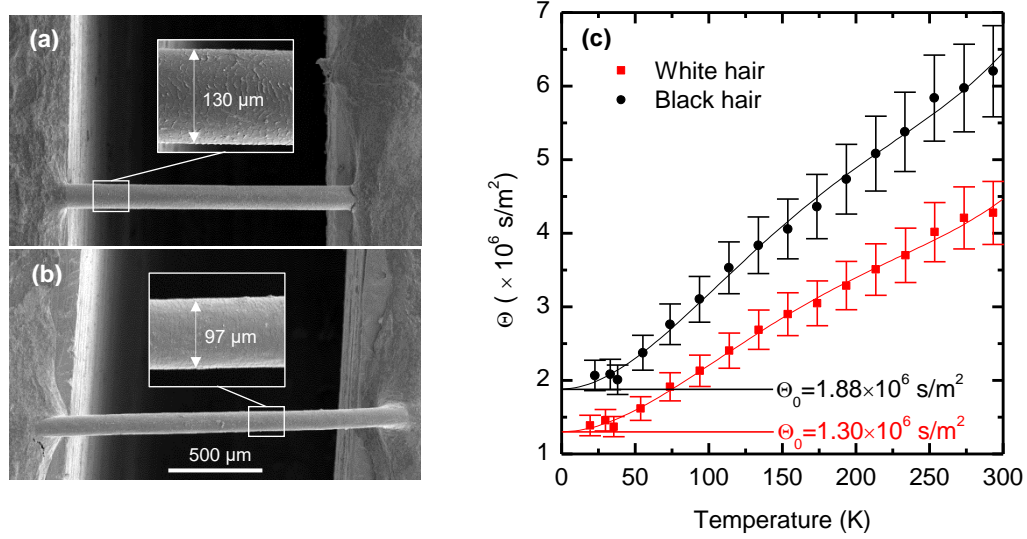 (a)
130 µm
(b)
97 µm
500 µm
(c)
White hair
Black hair
Θ ( × 10⁶ s/m²)
7
6
5
4
3
2
1
Θ₀=1.88×10⁶ s/m²
Θ₀=1.30×10⁶ s/m²
0 50 100 150 200 250 300
Temperature (K)